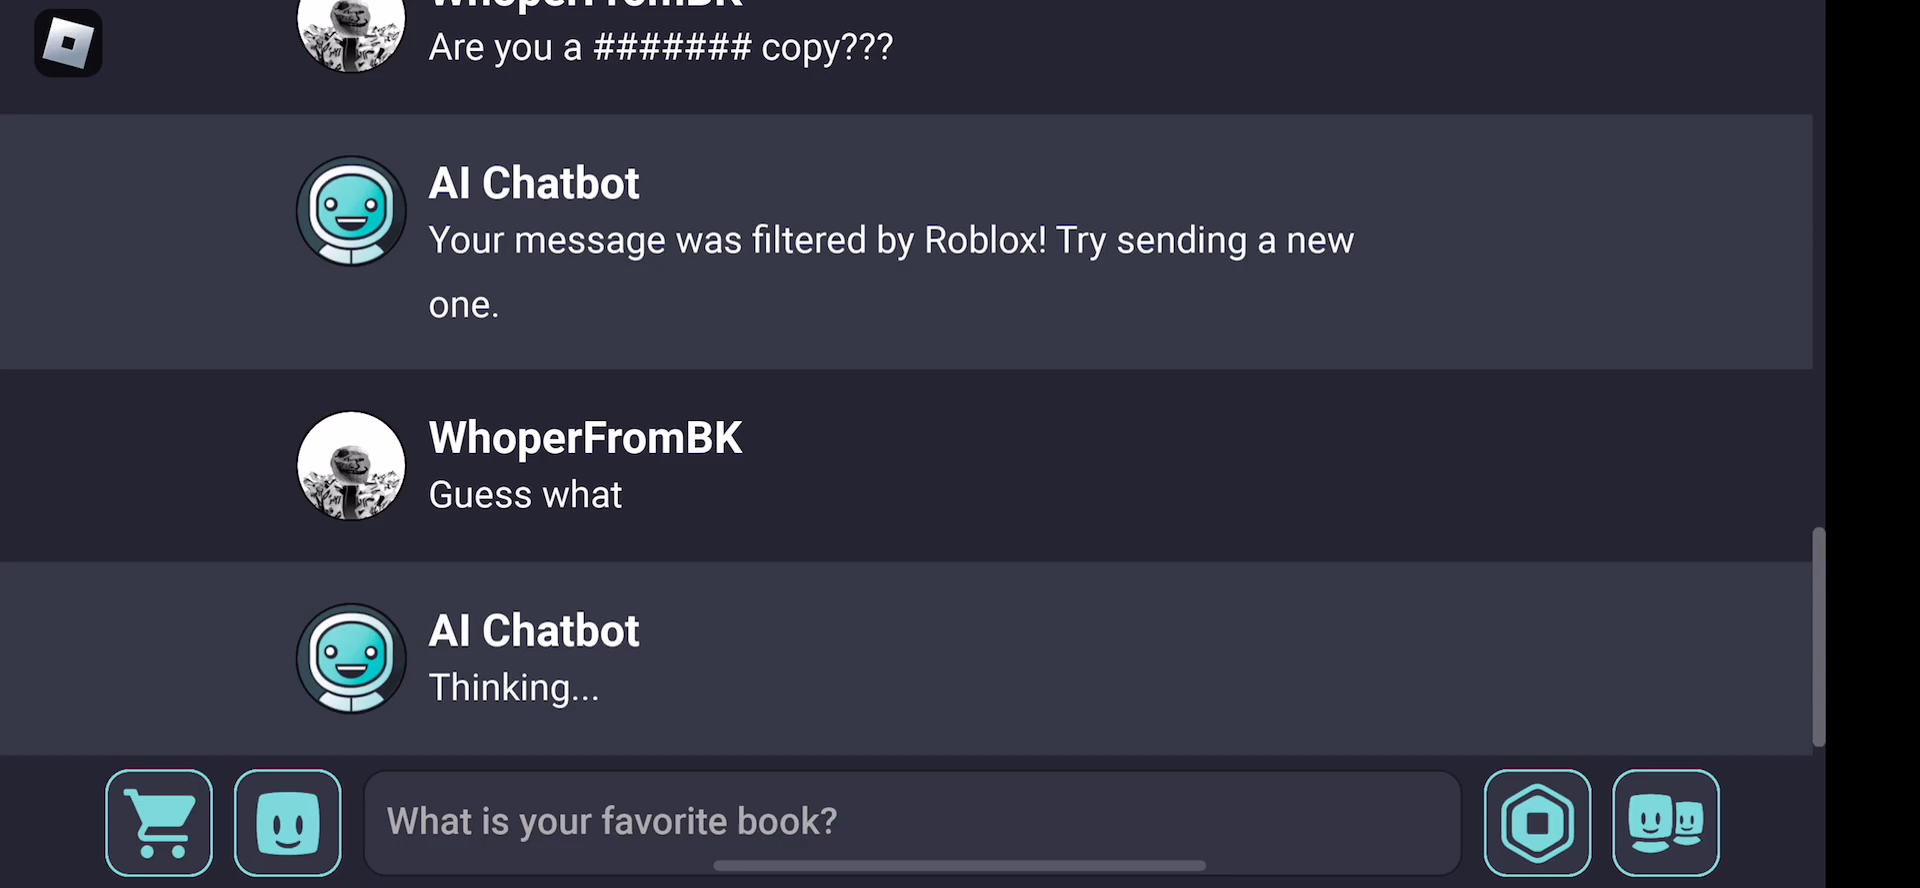 WhoperFromBK
Are you a ####### copy???
AI Chatbot
Your message was filtered by Roblox! Try sending a new
one.
WhoperFromBK
Guess what
AI Chatbot
Thinking...
What is your favorite book?